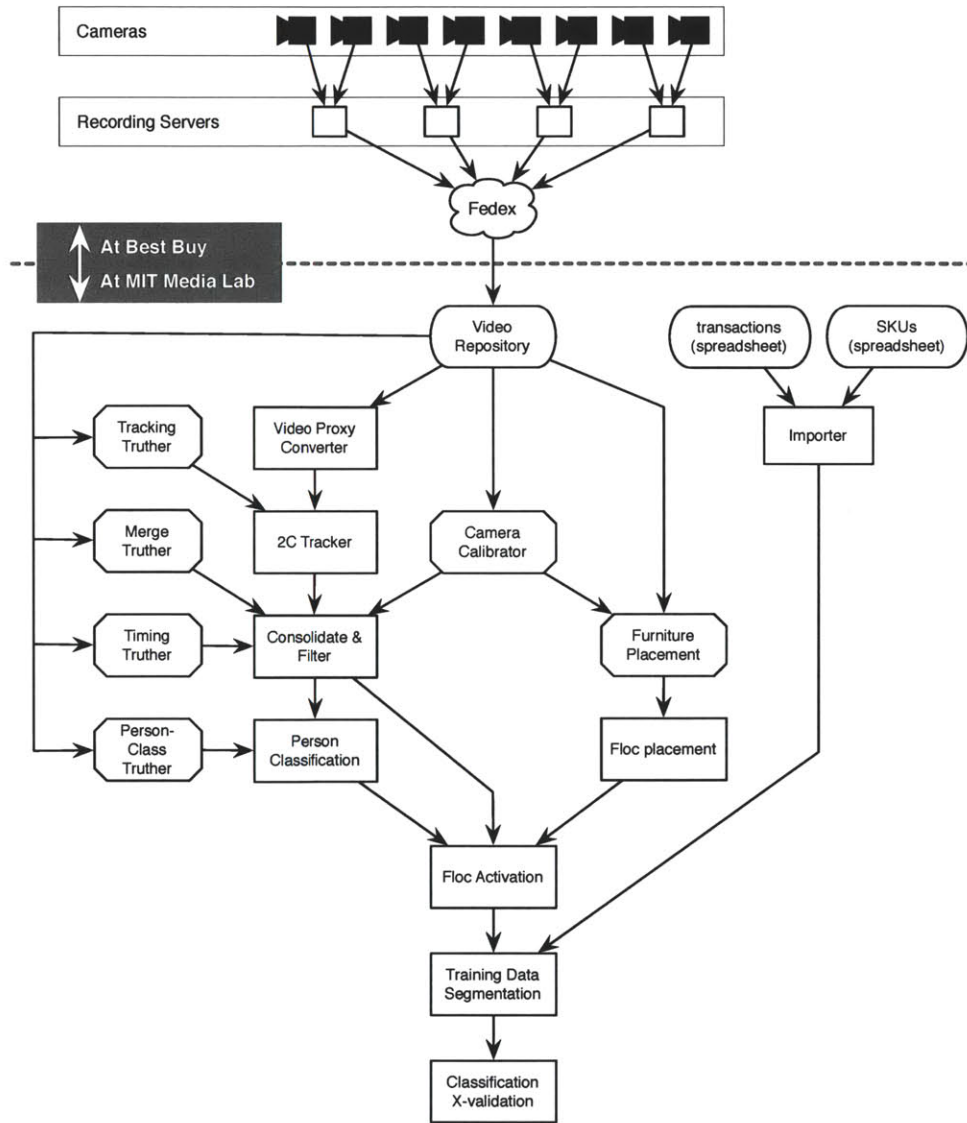 Cameras
Recording Servers
Fedex
At Best Buy
At MIT Media Lab
Video
Repository
transactions
(spreadsheet)
SKUs
(spreadsheet)
Tracking
Truther
Video Proxy
Converter
Importer
Merge
Truther
2C Tracker
Camera
Calibrator
Timing
Truther
Consolidate &
Filter
Furniture
Placement
Person-
Class
Truther
Person
Classification
Floc placement
Floc Activation
Training Data
Segmentation
Classification
X-validation